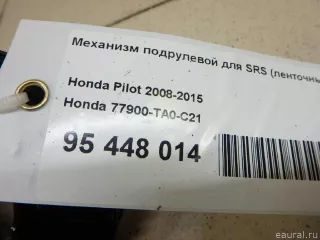 Механизм подрулевой для SRS (ленточны
Honda Pilot 2008-2015
Honda 77900-TA0-C21
95 448 014
eaural.ru